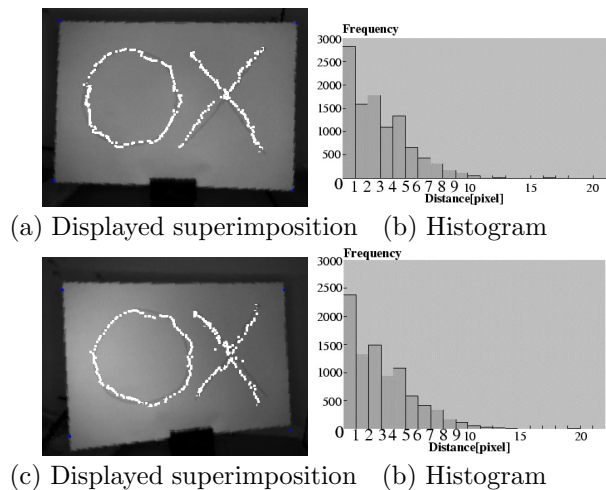 OX
Frequency
3000
2500
2000
1500
1000
500
0 1 2 3 4 5 6 7 8 9 10 15 20
Distance[pixel]
(a) Displayed superimposition (b) Histogram
OX
Frequency
3000
2500
2000
1500
1000
500
0 1 2 3 4 5 6 7 8 9 10 15 20
Distance[pixel]
(c) Displayed superimposition (b) Histogram